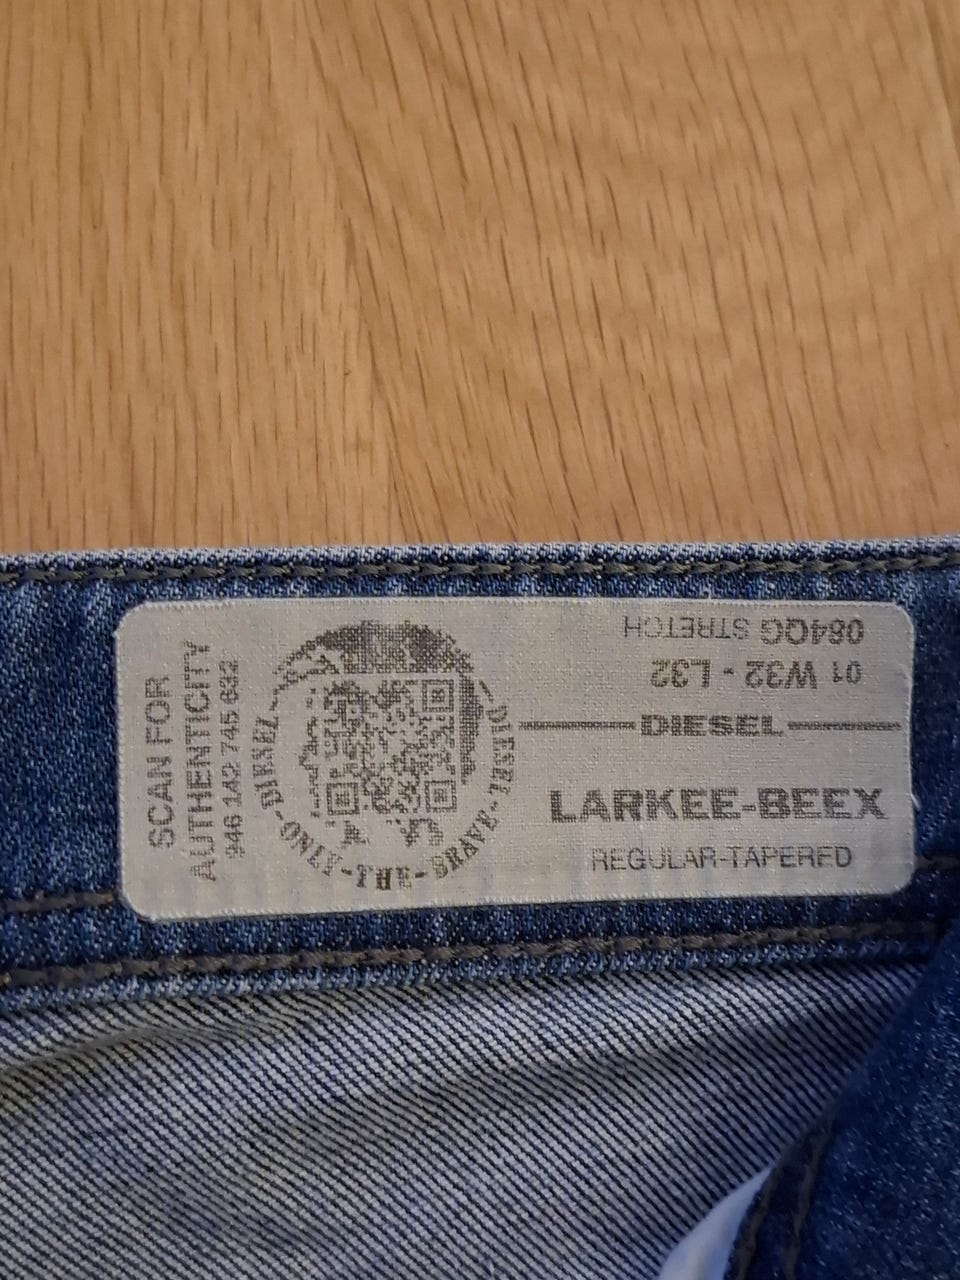 SCAN FOR
AUTHENTICITY
946 142 745 632
DIESEL
ONLY - THE - BRAVE - DIESEL
084QG STRETCH
01 W32 - L32
DIESEL
LARKEE-BEEX
REGULAR-TAPERED